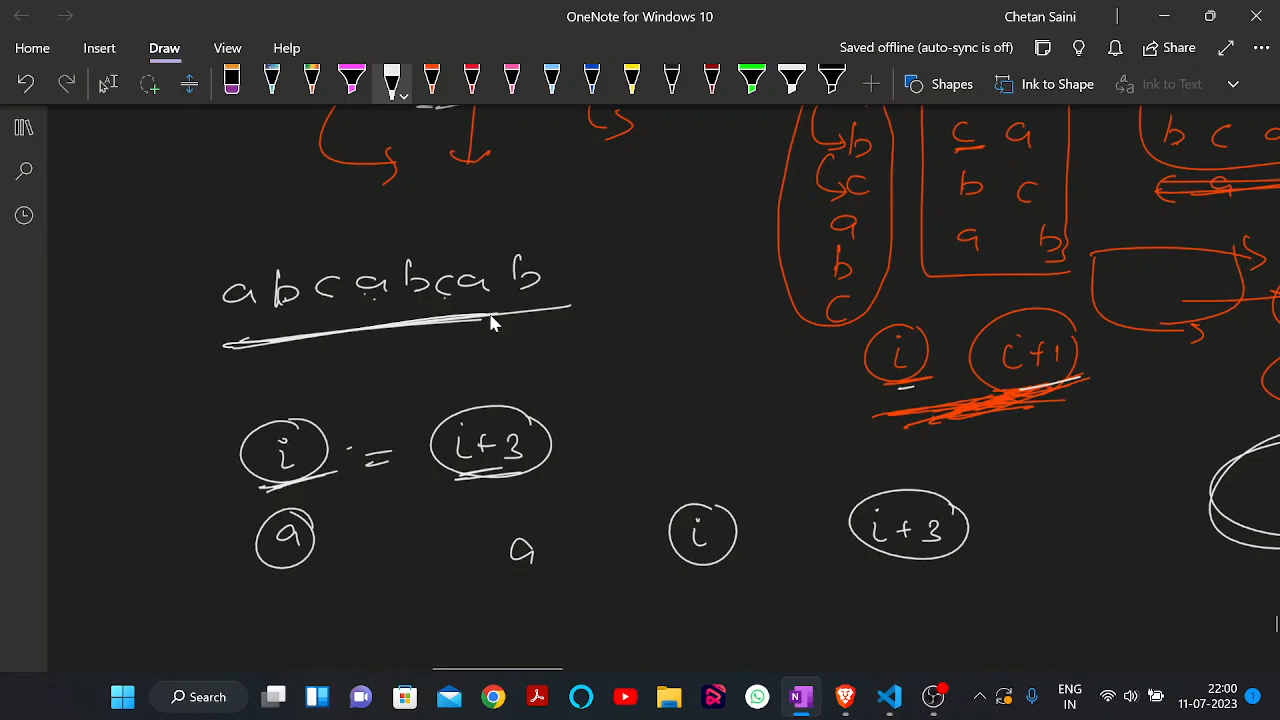 OneNote for Windows 10
Chetan Saini
Home Insert Draw View Help
Saved offline (auto-sync is off)
Share
Shapes
Ink to Shape
Ink to Text
b
c
a
b
c
c a
b c
a b
b c a
c a
a b c a b c a b
i i+1
i = i+3
a a
i i+3
Search
ENG
IN
22:00
11-07-2023
1